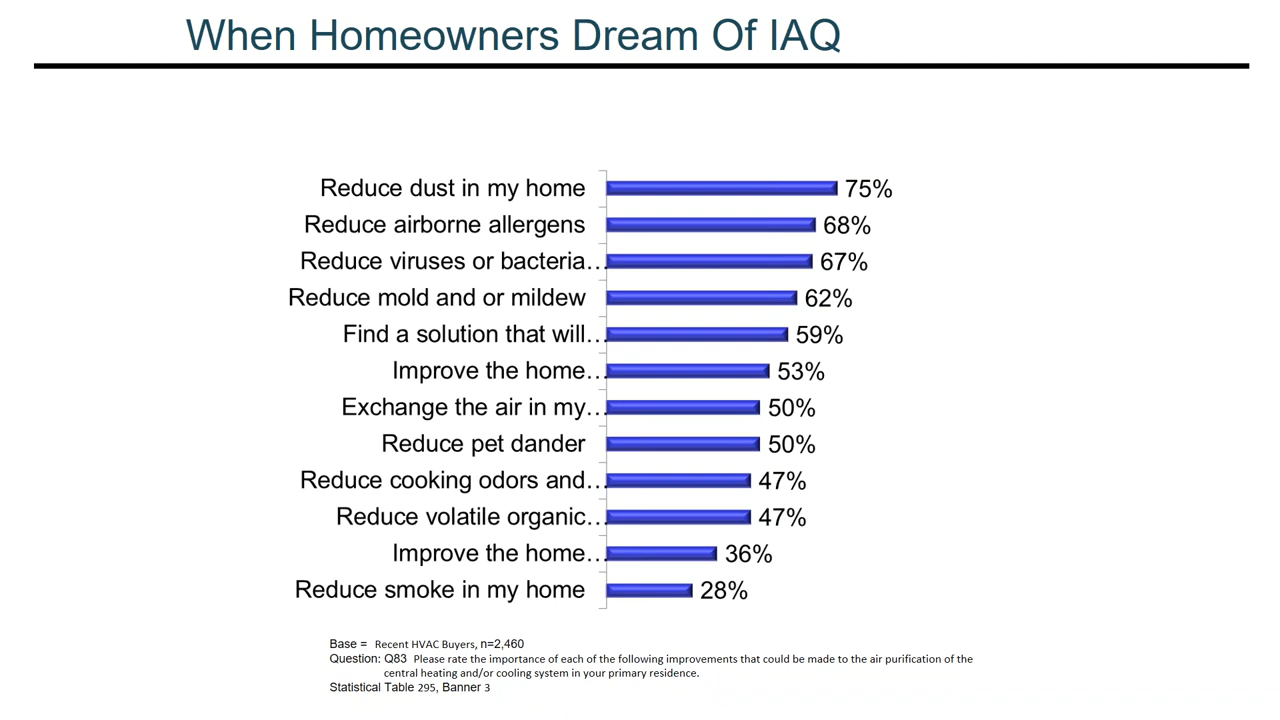 When Homeowners Dream Of IAQ
Reduce dust in my home 75%
Reduce airborne allergens 68%
Reduce viruses or bacteria… 67%
Reduce mold and or mildew 62%
Find a solution that will… 59%
Improve the home… 53%
Exchange the air in my… 50%
Reduce pet dander 50%
Reduce cooking odors and… 47%
Reduce volatile organic… 47%
Improve the home… 36%
Reduce smoke in my home 28%
Base = Recent HVAC Buyers, n=2,460
Question: Q83 Please rate the importance of each of the following improvements that could be made to the air purification of the
central heating and/or cooling system in your primary residence.
Statistical Table 295, Banner 3